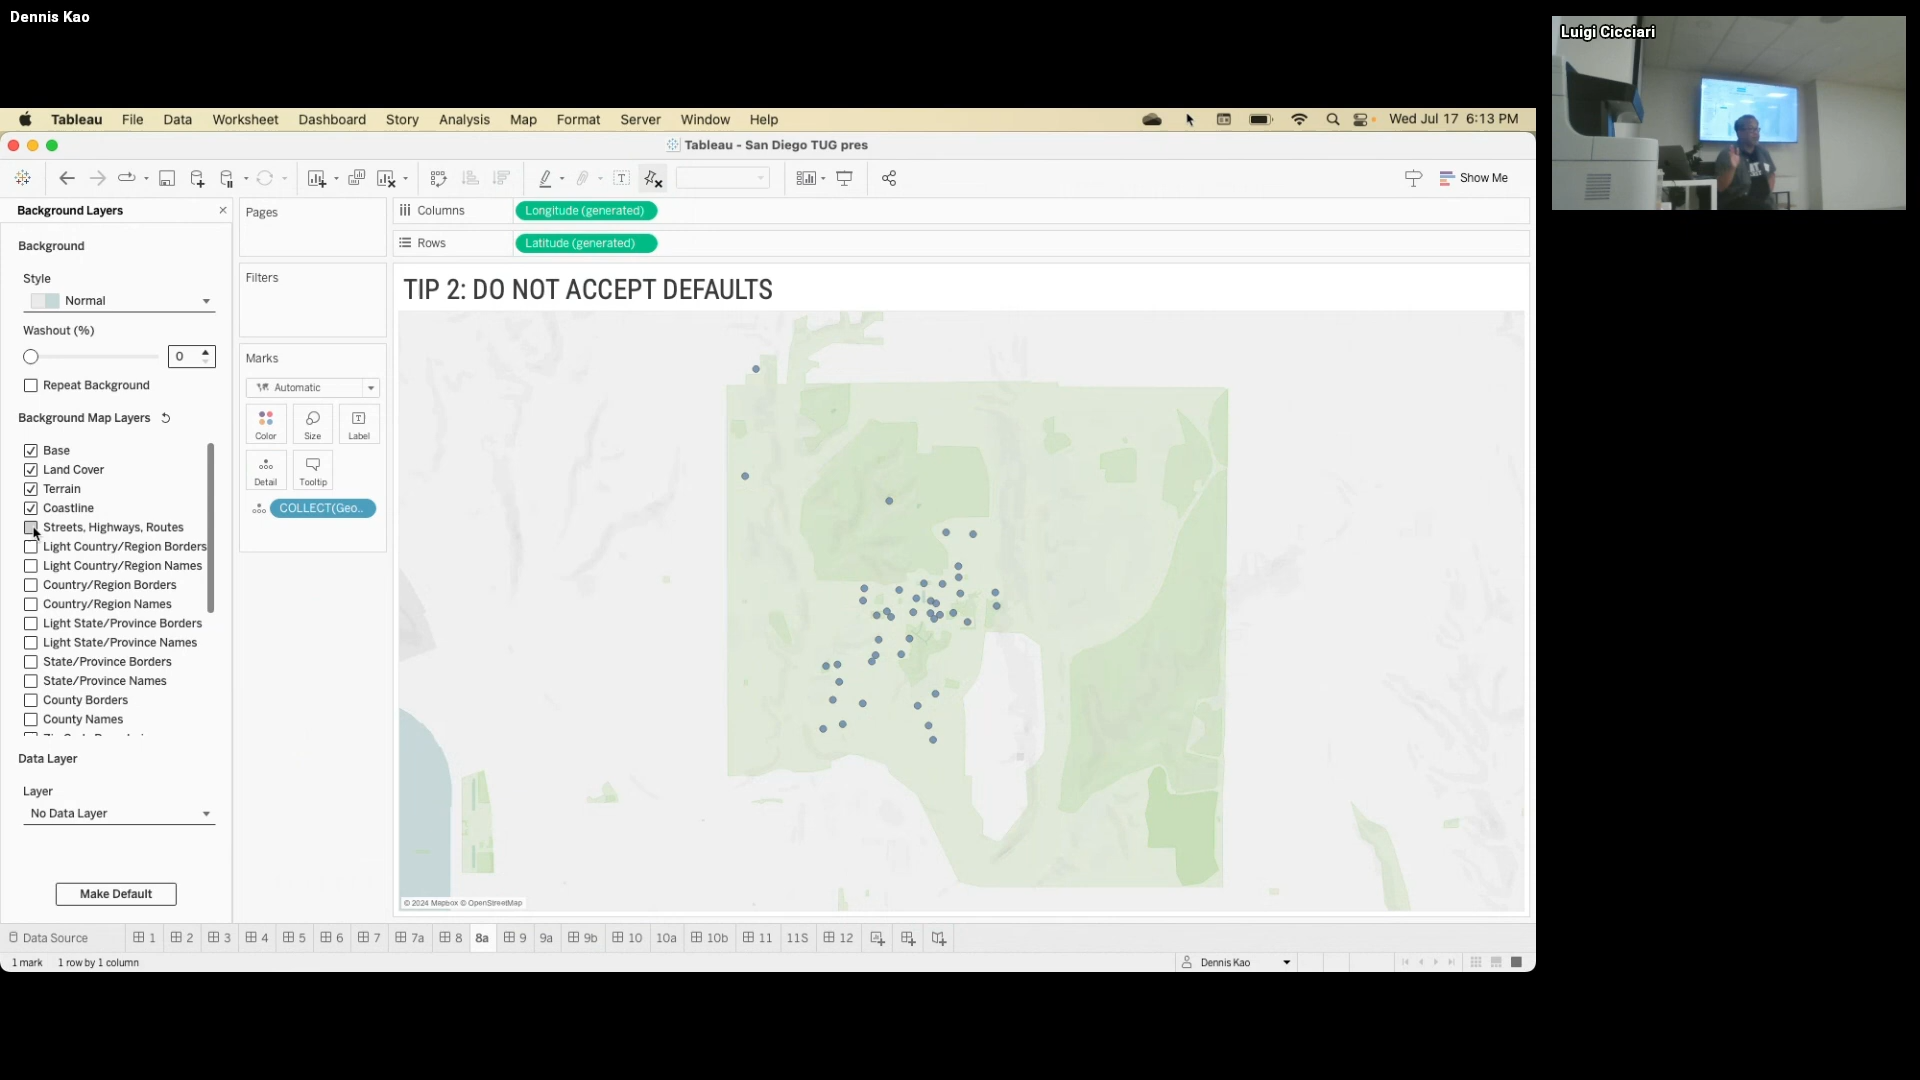 Dennis Kao
Luigi Cicciari
Tableau File Data Worksheet Dashboard Story Analysis Map Format Server Window Help
Wed Jul 17 6:13 PM
Tableau - San Diego TUG pres
Show Me
Background Layers
Background
Style
Normal
Washout (%)
0
Repeat Background
Background Map Layers
Base
Land Cover
Terrain
Coastline
Streets, Highways, Routes
Light Country/Region Borders
Light Country/Region Names
Country/Region Borders
Country/Region Names
Light State/Province Borders
Light State/Province Names
State/Province Borders
State/Province Names
County Borders
County Names
Data Layer
Layer
No Data Layer
Make Default
Pages
Filters
Marks
Automatic
Color Size Label
Detail Tooltip
COLLECT(Geo..
Columns
Longitude (generated)
Rows
Latitude (generated)
TIP 2: DO NOT ACCEPT DEFAULTS
© 2024 Mapbox © OpenStreetMap
Data Source 1 2 3 4 5 6 7 7a 8 8a 9 9a 9b 10 10a 10b 11 11S 12
1 mark 1 row by 1 column
Dennis Kao